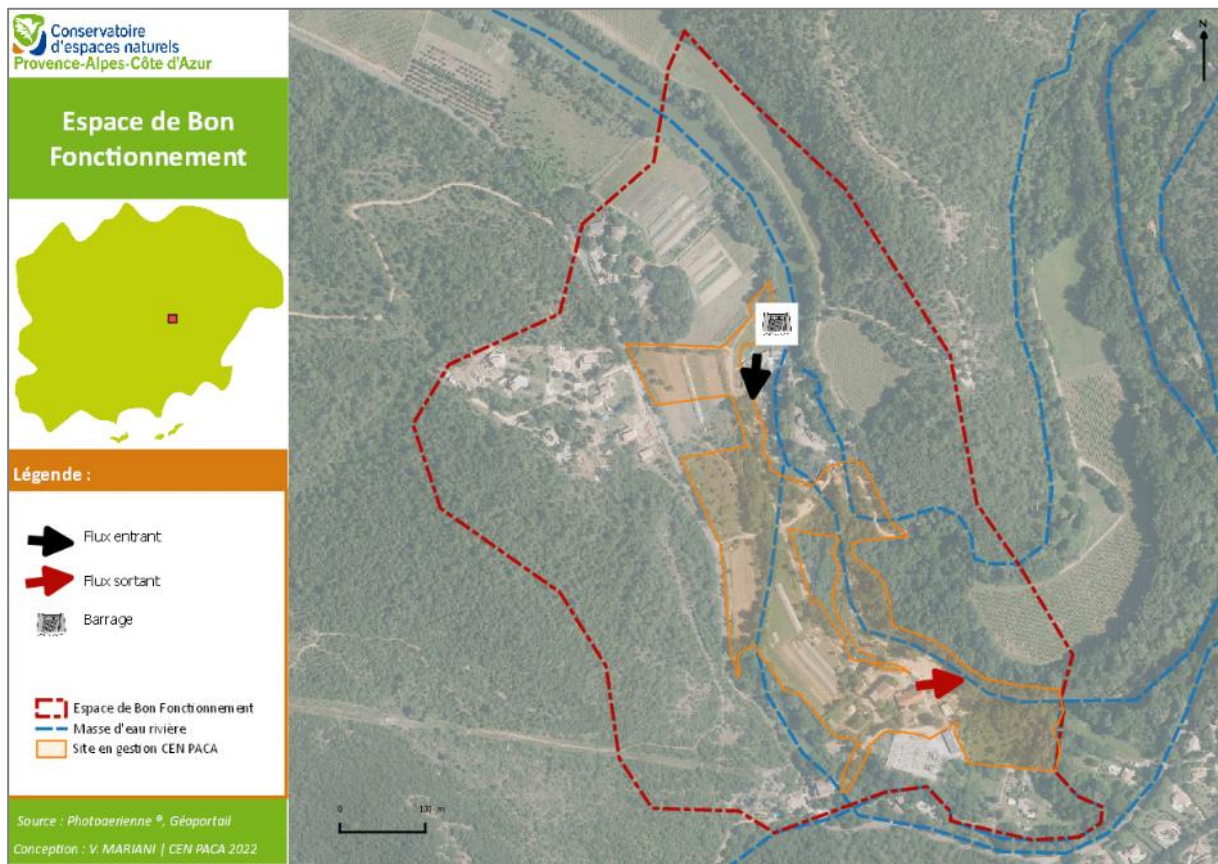 Conservatoire
d'espaces naturels
Provence-Alpes-Côte d'Azur
Espace de Bon
Fonctionnement
Légende :
Flux entrant
Flux sortant
Barrage
Espace de Bon Fonctionnement
Masse d'eau rivière
Site en gestion CEN PACA
Source : Photoaerienne ®, Géoportail
Conception : V. MARIANI | CEN PACA 2022
N
0 100 m